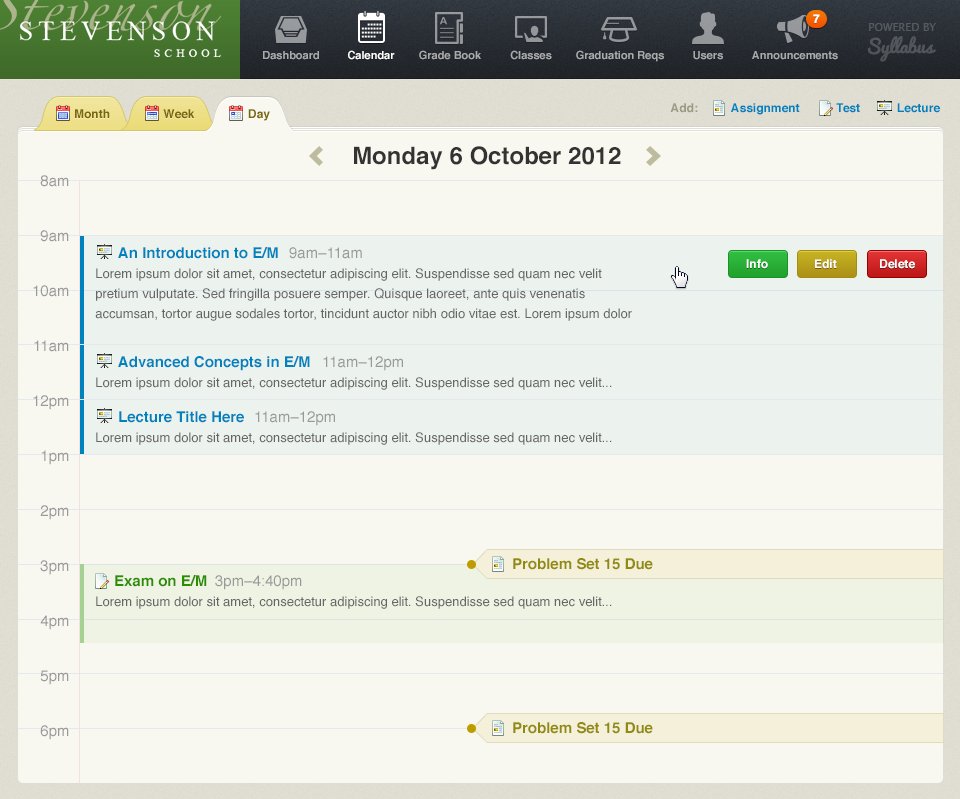 Stevenson
STEVENSON
SCHOOL
Dashboard
Calendar
Grade Book
Classes
Graduation Reqs
Users
7
Announcements
POWERED BY
Syllabus
Month
Week
Day
Add:
Assignment
Test
Lecture
Monday 6 October 2012
8am
9am
An Introduction to E/M 9am–11am
Lorem ipsum dolor sit amet, consectetur adipiscing elit. Suspendisse sed quam nec velit
pretium vulputate. Sed fringilla posuere semper. Quisque laoreet, ante quis venenatis
accumsan, tortor augue sodales tortor, tincidunt auctor nibh odio vitae est. Lorem ipsum dolor
Info
Edit
Delete
10am
11am
Advanced Concepts in E/M 11am–12pm
Lorem ipsum dolor sit amet, consectetur adipiscing elit. Suspendisse sed quam nec velit...
12pm
Lecture Title Here 11am–12pm
Lorem ipsum dolor sit amet, consectetur adipiscing elit. Suspendisse sed quam nec velit...
1pm
2pm
3pm
Problem Set 15 Due
Exam on E/M 3pm–4:40pm
Lorem ipsum dolor sit amet, consectetur adipiscing elit. Suspendisse sed quam nec velit...
4pm
5pm
6pm
Problem Set 15 Due